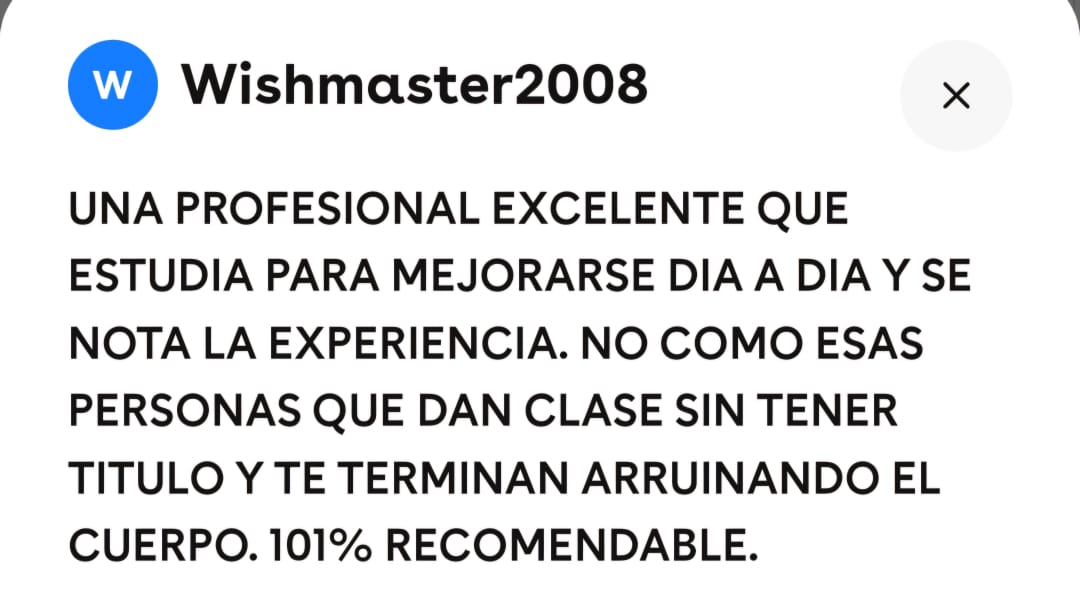 W Wishmaster2008
UNA PROFESIONAL EXCELENTE QUE
ESTUDIA PARA MEJORARSE DIA A DIA Y SE
NOTA LA EXPERIENCIA. NO COMO ESAS
PERSONAS QUE DAN CLASE SIN TENER
TITULO Y TE TERMINAN ARRUINANDO EL
CUERPO. 101% RECOMENDABLE.